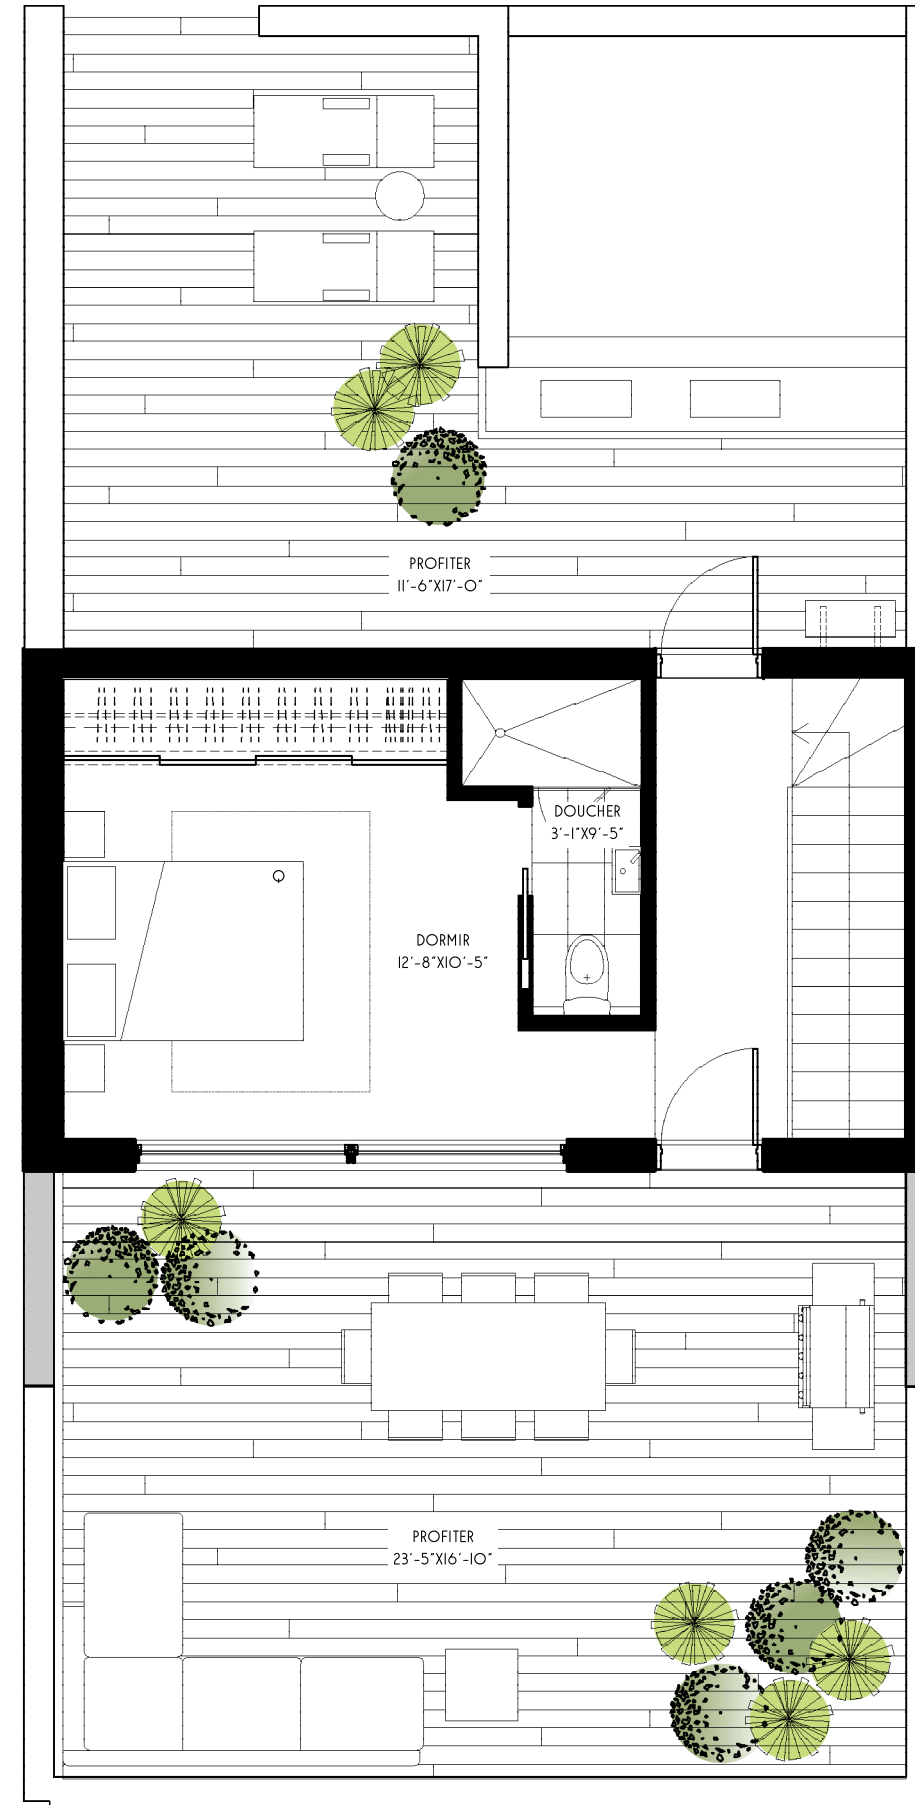 PROFITER
11'-6"X17'-0"
DOUCHER
3'-1"X9'-5"
DORMIR
12'-8"X10'-5"
PROFITER
23'-5"X16'-10"